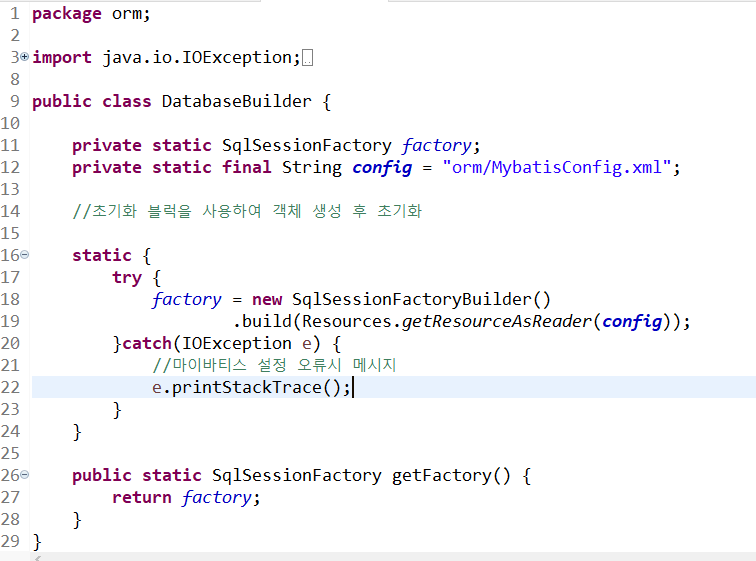 1 package orm;
2
3 import java.io.IOException;
8
9 public class DatabaseBuilder {
10
11 private static SqlSessionFactory factory;
12 private static final String config = "orm/MybatisConfig.xml";
13
14 //초기화 블럭을 사용하여 객체 생성 후 초기화
15
16 static {
17 try {
18 factory = new SqlSessionFactoryBuilder()
19 .build(Resources.getResourceAsReader(config));
20 }catch(IOException e) {
21 //마이바티스 설정 오류시 메시지
22 e.printStackTrace();
23 }
24 }
25
26 public static SqlSessionFactory getFactory() {
27 return factory;
28 }
29 }